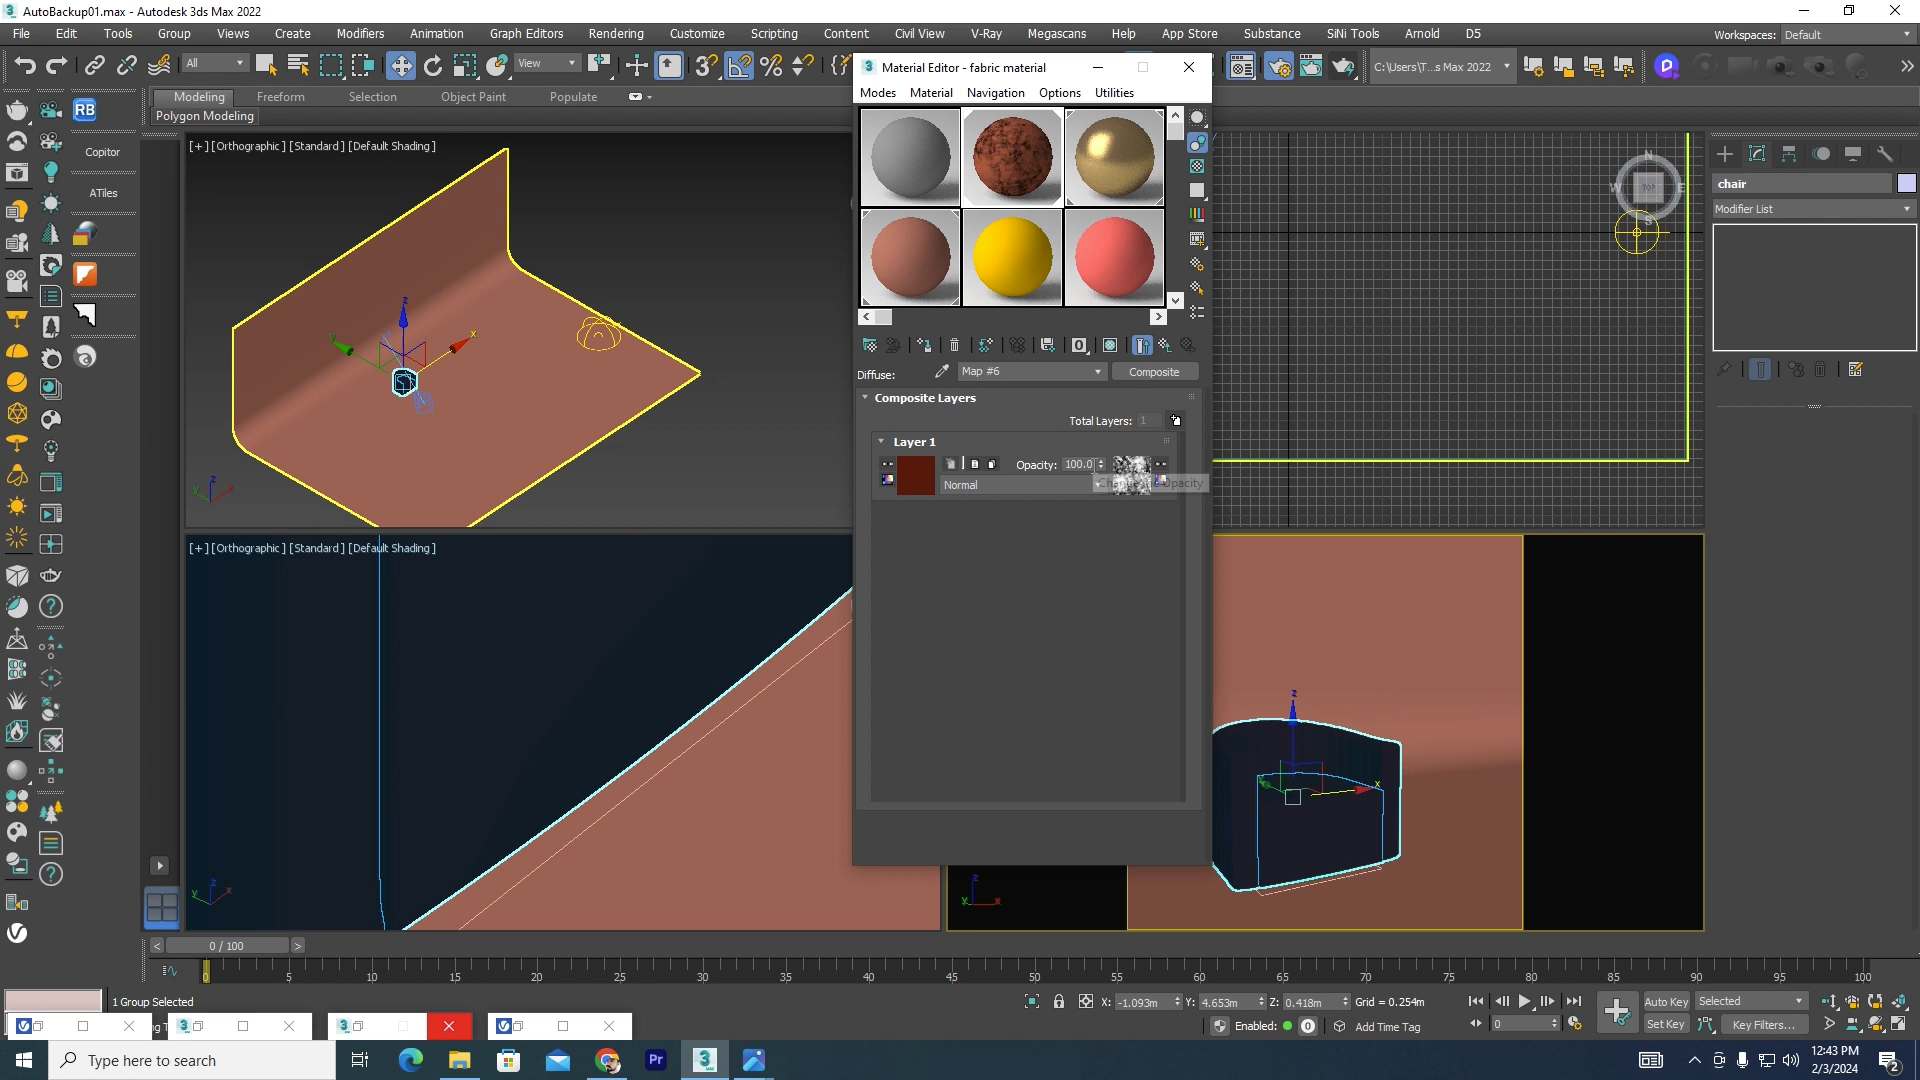 AutoBackup01.max - Autodesk 3ds Max 2022
File Edit Tools Group Views Create Modifiers Animation Graph Editors Rendering Customize Scripting Content Civil View V-Ray Megascans Help App Store Substance SiNi Tools Arnold D5
Workspaces: Default
All
View
C:\Users\T...s Max 2022
Modeling Freeform Selection Object Paint Populate
Polygon Modeling
RB
Copitor
ATiles
[+] [Orthographic] [Standard] [Default Shading]
Material Editor - fabric material
Modes Material Navigation Options Utilities
Diffuse: Map #6 Composite
Composite Layers
Total Layers: 1
Layer 1
Opacity: 100.0
Normal
N
W TOP E
S
chair
Modifier List
z
y x
z
y x
[+] [Orthographic] [Standard] [Default Shading]
z
x
z
y x
z
y x
0 / 100
0 5 10 15 20 25 30 35 40 45 50 55 60 65 70 75 80 85 90 95 100
1 Group Selected
X: -1.093m Y: 4.653m Z: 0.418m Grid = 0.254m
Auto Key Selected
Enabled: 0 Add Time Tag
0
Set Key Key Filters...
Type here to search
Pr
3
12:43 PM
2/3/2024
2